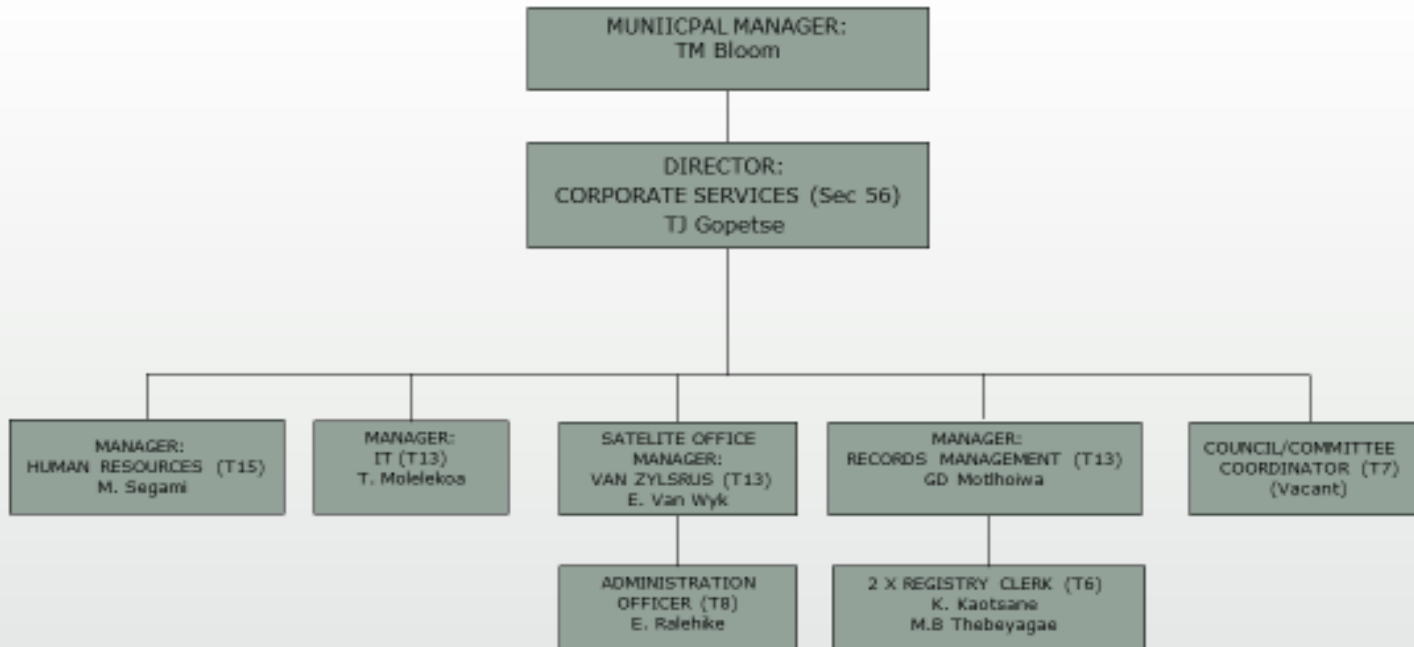 MUNIICPAL MANAGER:
TM Bloom
DIRECTOR:
CORPORATE SERVICES (Sec 56)
TJ Gopetse
MANAGER:
HUMAN RESOURCES (T15)
M. Segami
MANAGER:
IT (T13)
T. Molelekoa
SATELITE OFFICE
MANAGER:
VAN ZYLSRUS (T13)
E. Van Wyk
MANAGER:
RECORDS MANAGEMENT (T13)
GD Motlhoiwa
COUNCIL/COMMITTEE
COORDINATOR (T7)
(Vacant)
ADMINISTRATION
OFFICER (T8)
E. Ralehike
2 X REGISTRY CLERK (T6)
K. Kaotsane
M.B Thebeyagae